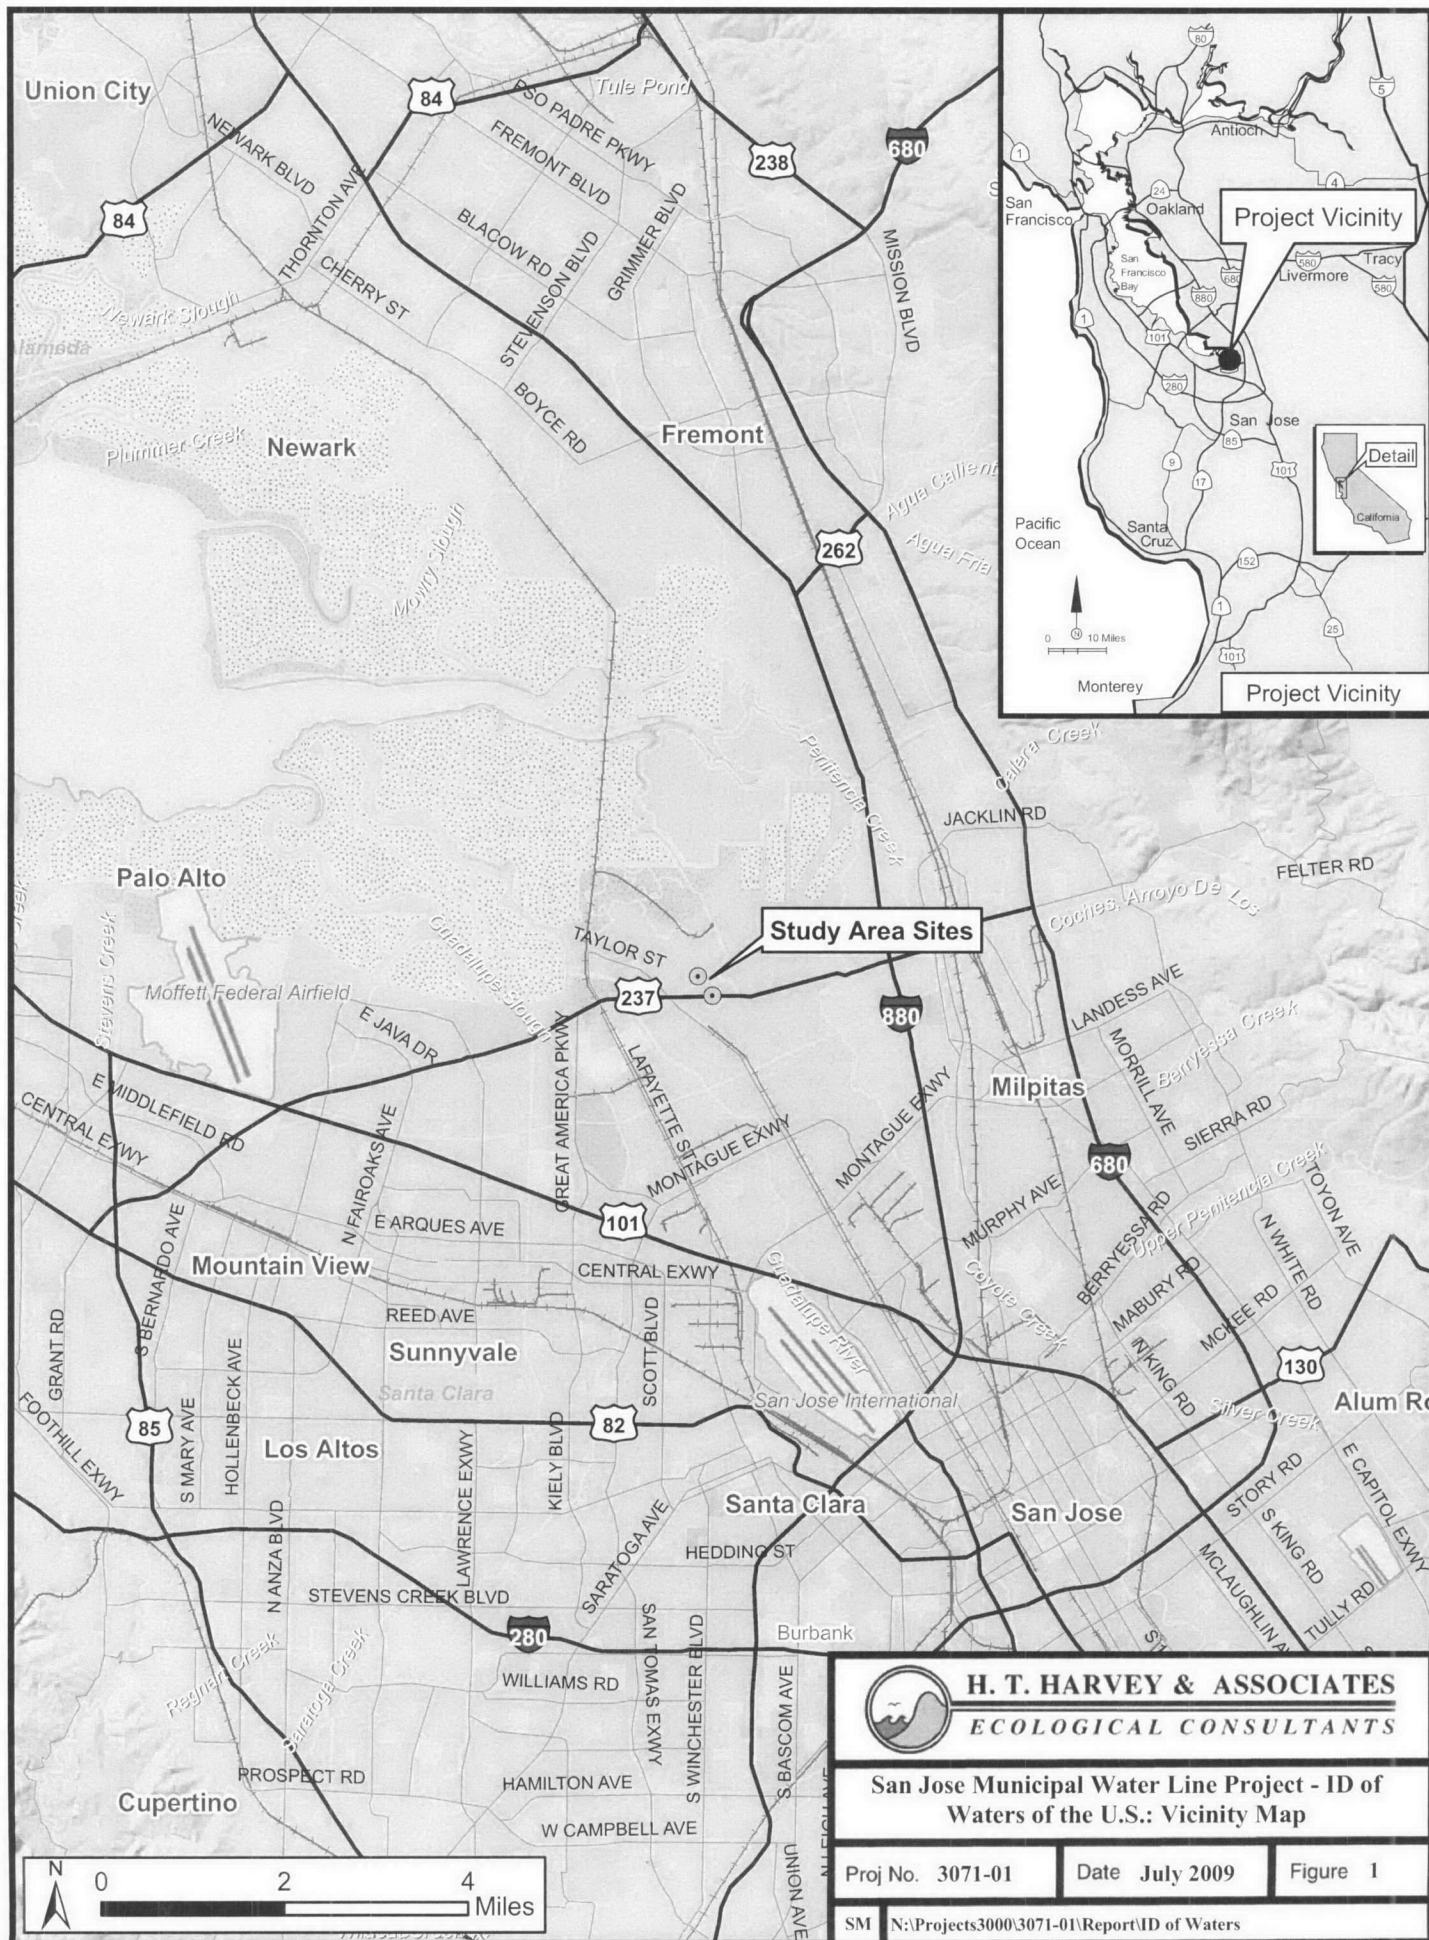 Union City
84
Tule Pond
PSO PADRE PKWY
NEWARK BLVD
FREMONT BLVD
238
680
84
THORNTON AVE
BLACOW RD
GRIMMER BLVD
STEVENSON BLVD
MISSION BLVD
CHERRY ST
Newark Slough
BOYCE RD
Plummer Creek
Newark
Fremont
Agua Calient
262
Agua Fria
Mowry Slough
80
5
Antioch
1
4
24
San
Francisco
Oakland
Project Vicinity
San
Francisco
Bay
580
Tracy
Livermore
680
580
880
1
101
280
San Jose
85
Detail
9
101
17
California
Pacific
Ocean
Santa
Cruz
152
1
25
N
0 10 Miles
101
Monterey
Project Vicinity
Penitencia Creek
Calera Creek
JACKLIN RD
FELTER RD
Palo Alto
Coches, Arroyo De Los
Stevens Creek
Guadalupe Slough
TAYLOR ST
Study Area Sites
Moffett Federal Airfield
237
880
LANDESS AVE
E JAVA DR
GREAT AMERICA PKWY
LAFAYETTE ST
Berryessa Creek
MORRILL AVE
E MIDDLEFIELD RD
CENTRAL EXWY
Milpitas
SIERRA RD
N FAIROAKS AVE
MONTAGUE EXWY
MONTAGUE EXWY
680
Upper Penitencia Creek
TOYON AVE
E ARQUES AVE
101
MURPHY AVE
BERRYESSA RD
N WHITE RD
S BERNARDO AVE
Mountain View
CENTRAL EXWY
Guadalupe River
Coyote Creek
MABURY RD
MCKEE RD
GRANT RD
REED AVE
Sunnyvale
SCOTT BLVD
N KING RD
130
HOLLENBECK AVE
Santa Clara
San Jose International
Silver Creek
Alum Ro
FOOTHILL EXWY
85
S MARY AVE
82
KIELY BLVD
Los Altos
LAWRENCE EXWY
E CAPITOL EXWY
STORY RD
Santa Clara
San Jose
SARATOGA AVE
S KING RD
N ANZA BLVD
HEDDING ST
MCLAUGHLIN AV
STEVENS CREEK BLVD
TULLY RD
280
SAN TOMAS EXWY
S WINCHESTER BLVD
Burbank
Regnart Creek
Saratoga Creek
WILLIAMS RD
S BASCOM AVE
PROSPECT RD
HAMILTON AVE
Cupertino
W CAMPBELL AVE
UNION AVE
H. T. HARVEY & ASSOCIATES
ECOLOGICAL CONSULTANTS
San Jose Municipal Water Line Project - ID of
Waters of the U.S.: Vicinity Map
Proj No. 3071-01
Date July 2009
Figure 1
SM N:\Projects3000\3071-01\Report\ID of Waters
N
0 2 4
Miles